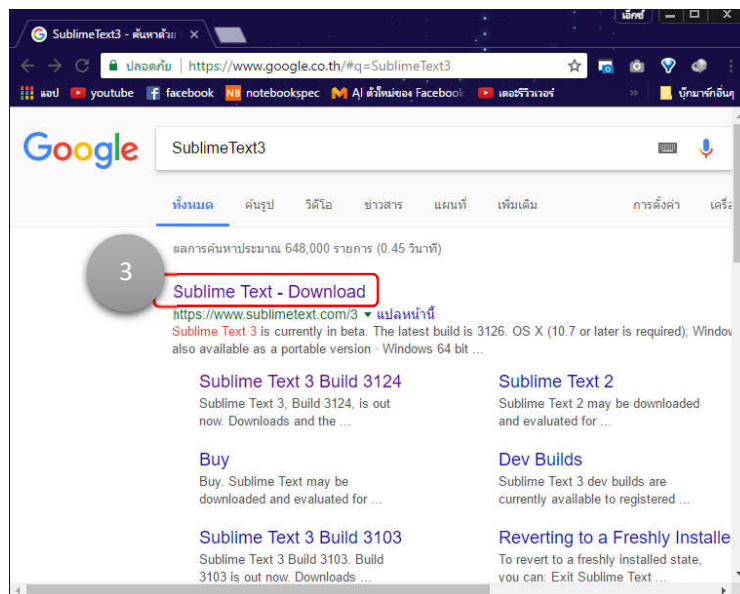 เอ็กซ์
SublimeText3 - ค้นหาด้วย
ปลอดภัย | https://www.google.co.th/#q=SublimeText3
แอป youtube facebook NB notebookspec AI ตัวใหม่ของ Facebook เดอะรีวิวเวอร์ » บุ๊กมาร์กอื่นๆ
Google SublimeText3
ทั้งหมด ค้นรูป วิดีโอ ข่าวสาร แผนที่ เพิ่มเติม การตั้งค่า เครื่อ
ผลการค้นหาประมาณ 648,000 รายการ (0.45 วินาที)
3
Sublime Text - Download
https://www.sublimetext.com/3 ▼ แปลหน้านี้
Sublime Text 3 is currently in beta. The latest build is 3126. OS X (10.7 or later is required); Window
also available as a portable version · Windows 64 bit ...
Sublime Text 3 Build 3124
Sublime Text 3, Build 3124, is out
now. Downloads and the ...
Sublime Text 2
Sublime Text 2 may be downloaded
and evaluated for ...
Buy
Buy. Sublime Text may be
downloaded and evaluated for ...
Dev Builds
Sublime Text 3 dev builds are
currently available to registered ...
Sublime Text 3 Build 3103
Sublime Text 3 Build 3103. Build
3103 is out now. Downloads ...
Reverting to a Freshly Installe
To revert to a freshly installed state,
you can: Exit Sublime Text ...